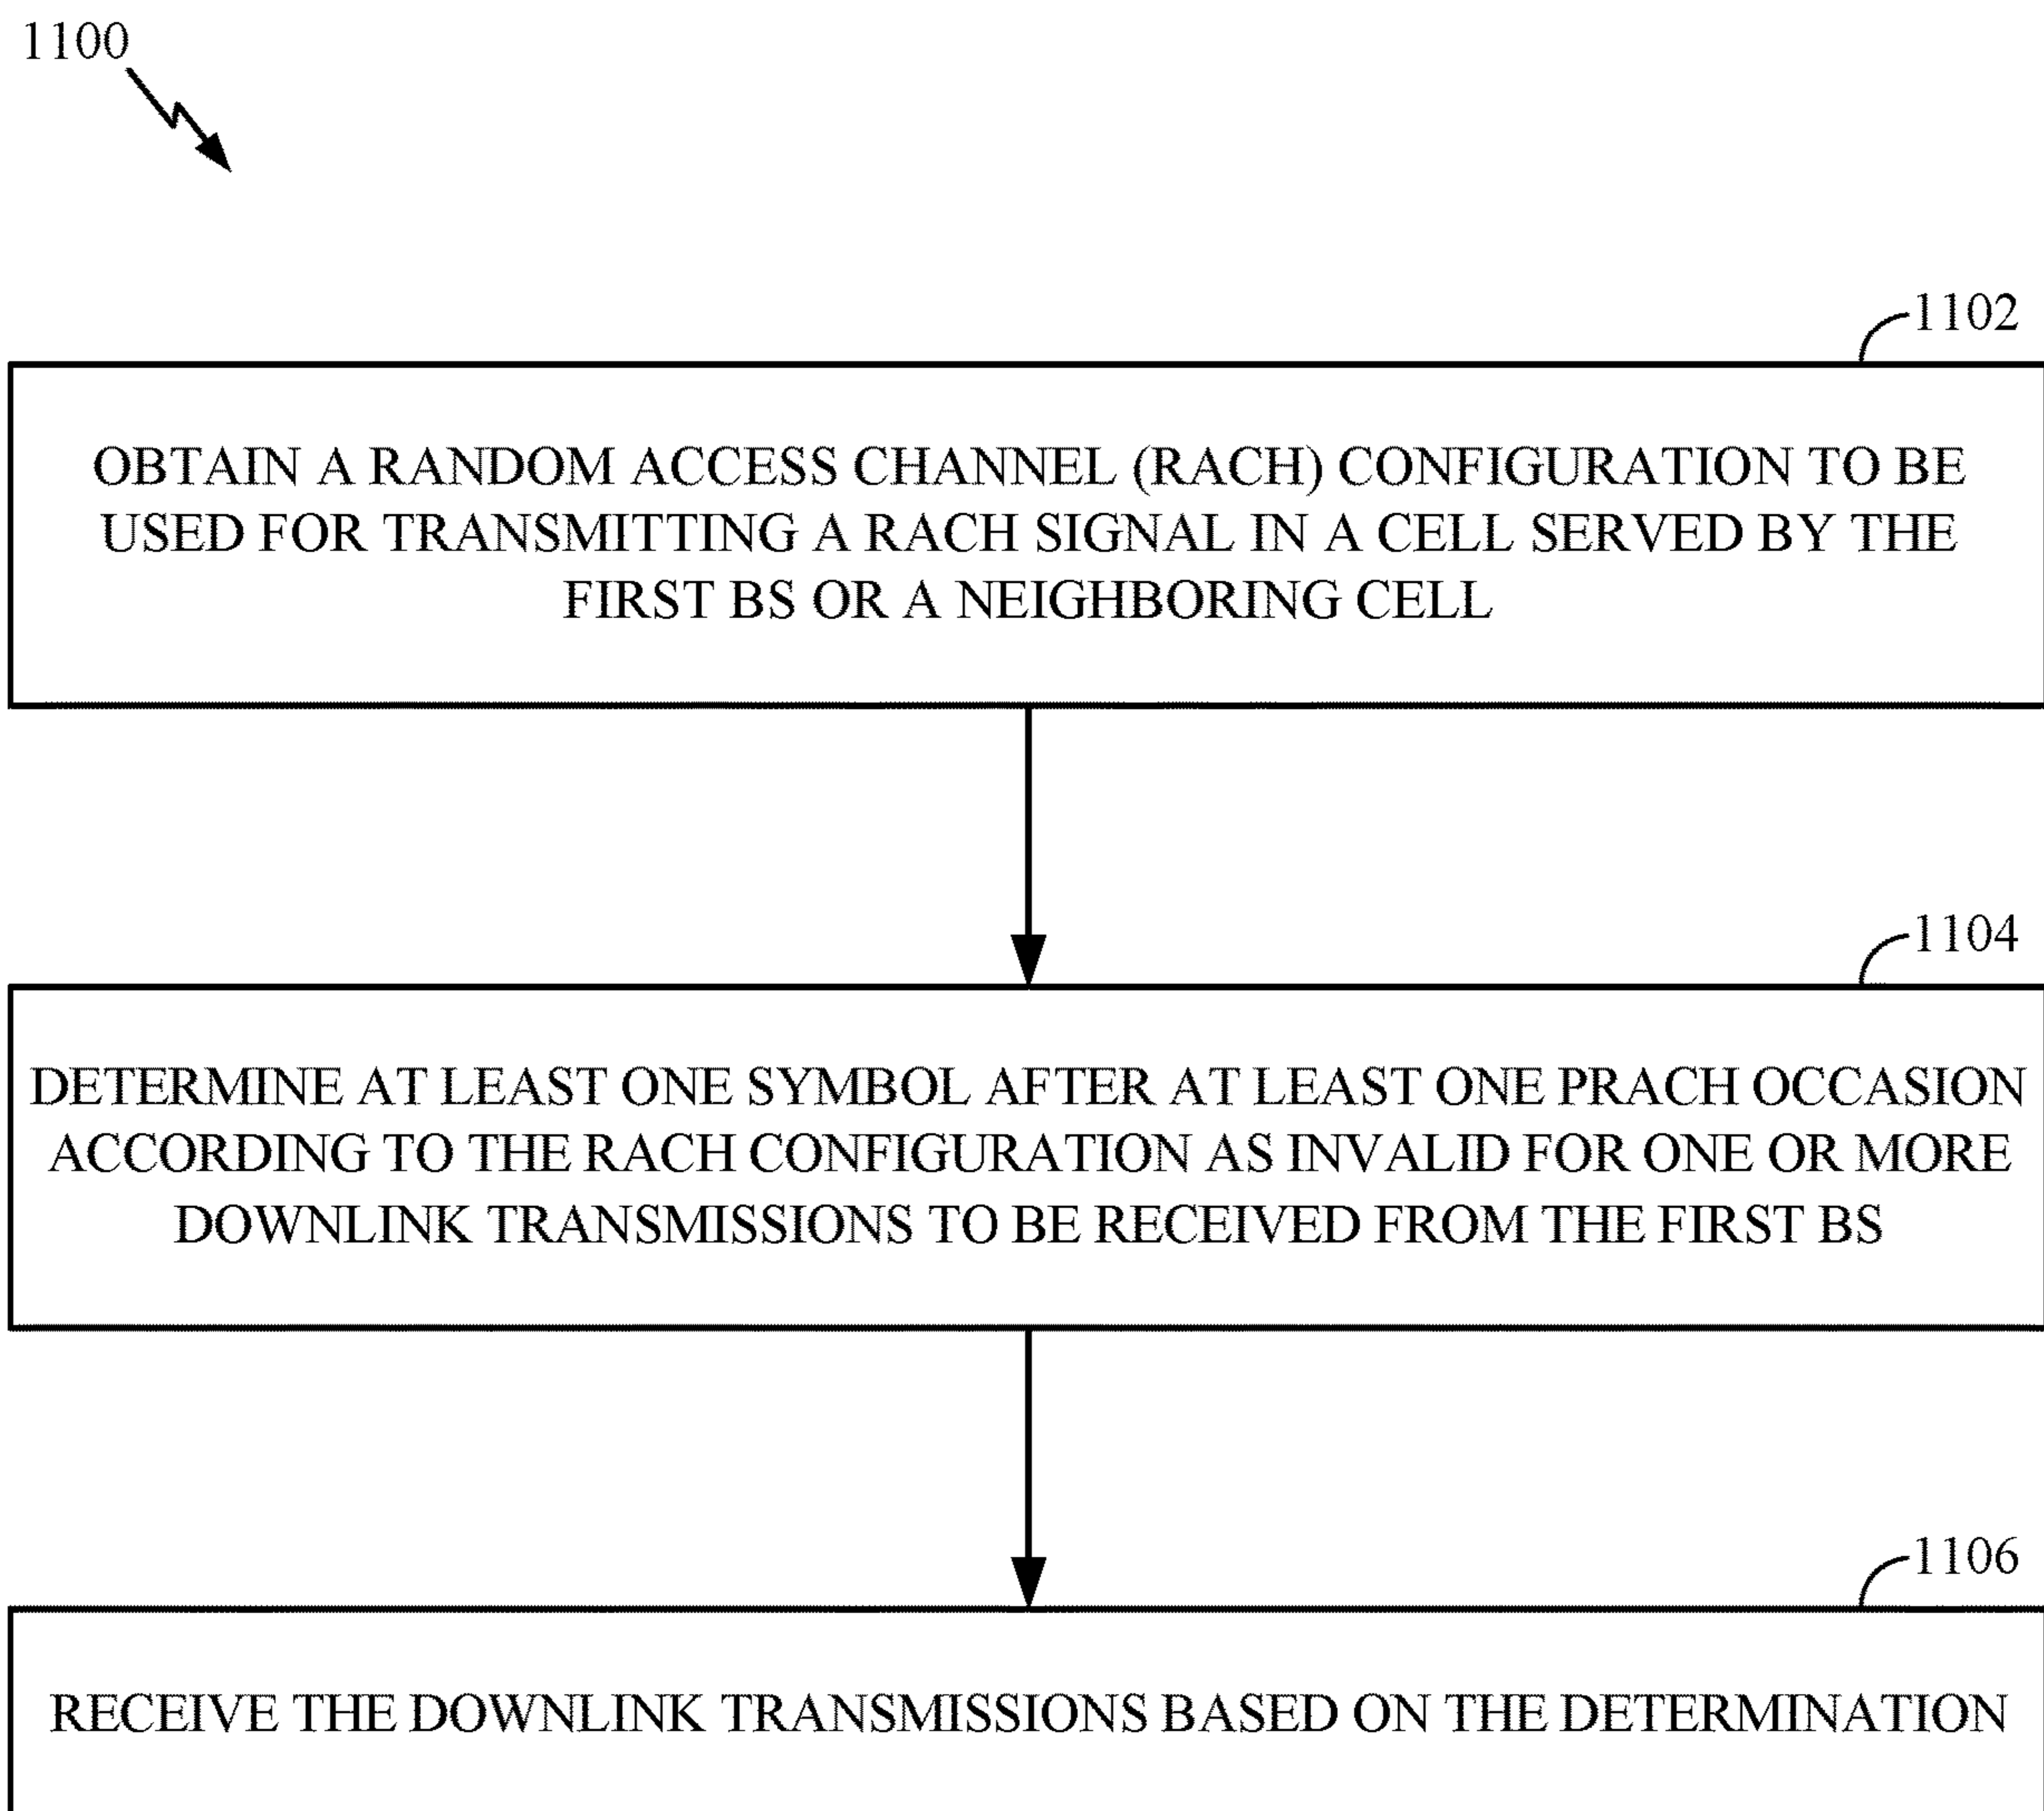 1100
1102
OBTAIN A RANDOM ACCESS CHANNEL (RACH) CONFIGURATION TO BE
USED FOR TRANSMITTING A RACH SIGNAL IN A CELL SERVED BY THE
FIRST BS OR A NEIGHBORING CELL
1104
DETERMINE AT LEAST ONE SYMBOL AFTER AT LEAST ONE PRACH OCCASION
ACCORDING TO THE RACH CONFIGURATION AS INVALID FOR ONE OR MORE
DOWNLINK TRANSMISSIONS TO BE RECEIVED FROM THE FIRST BS
1106
RECEIVE THE DOWNLINK TRANSMISSIONS BASED ON THE DETERMINATION